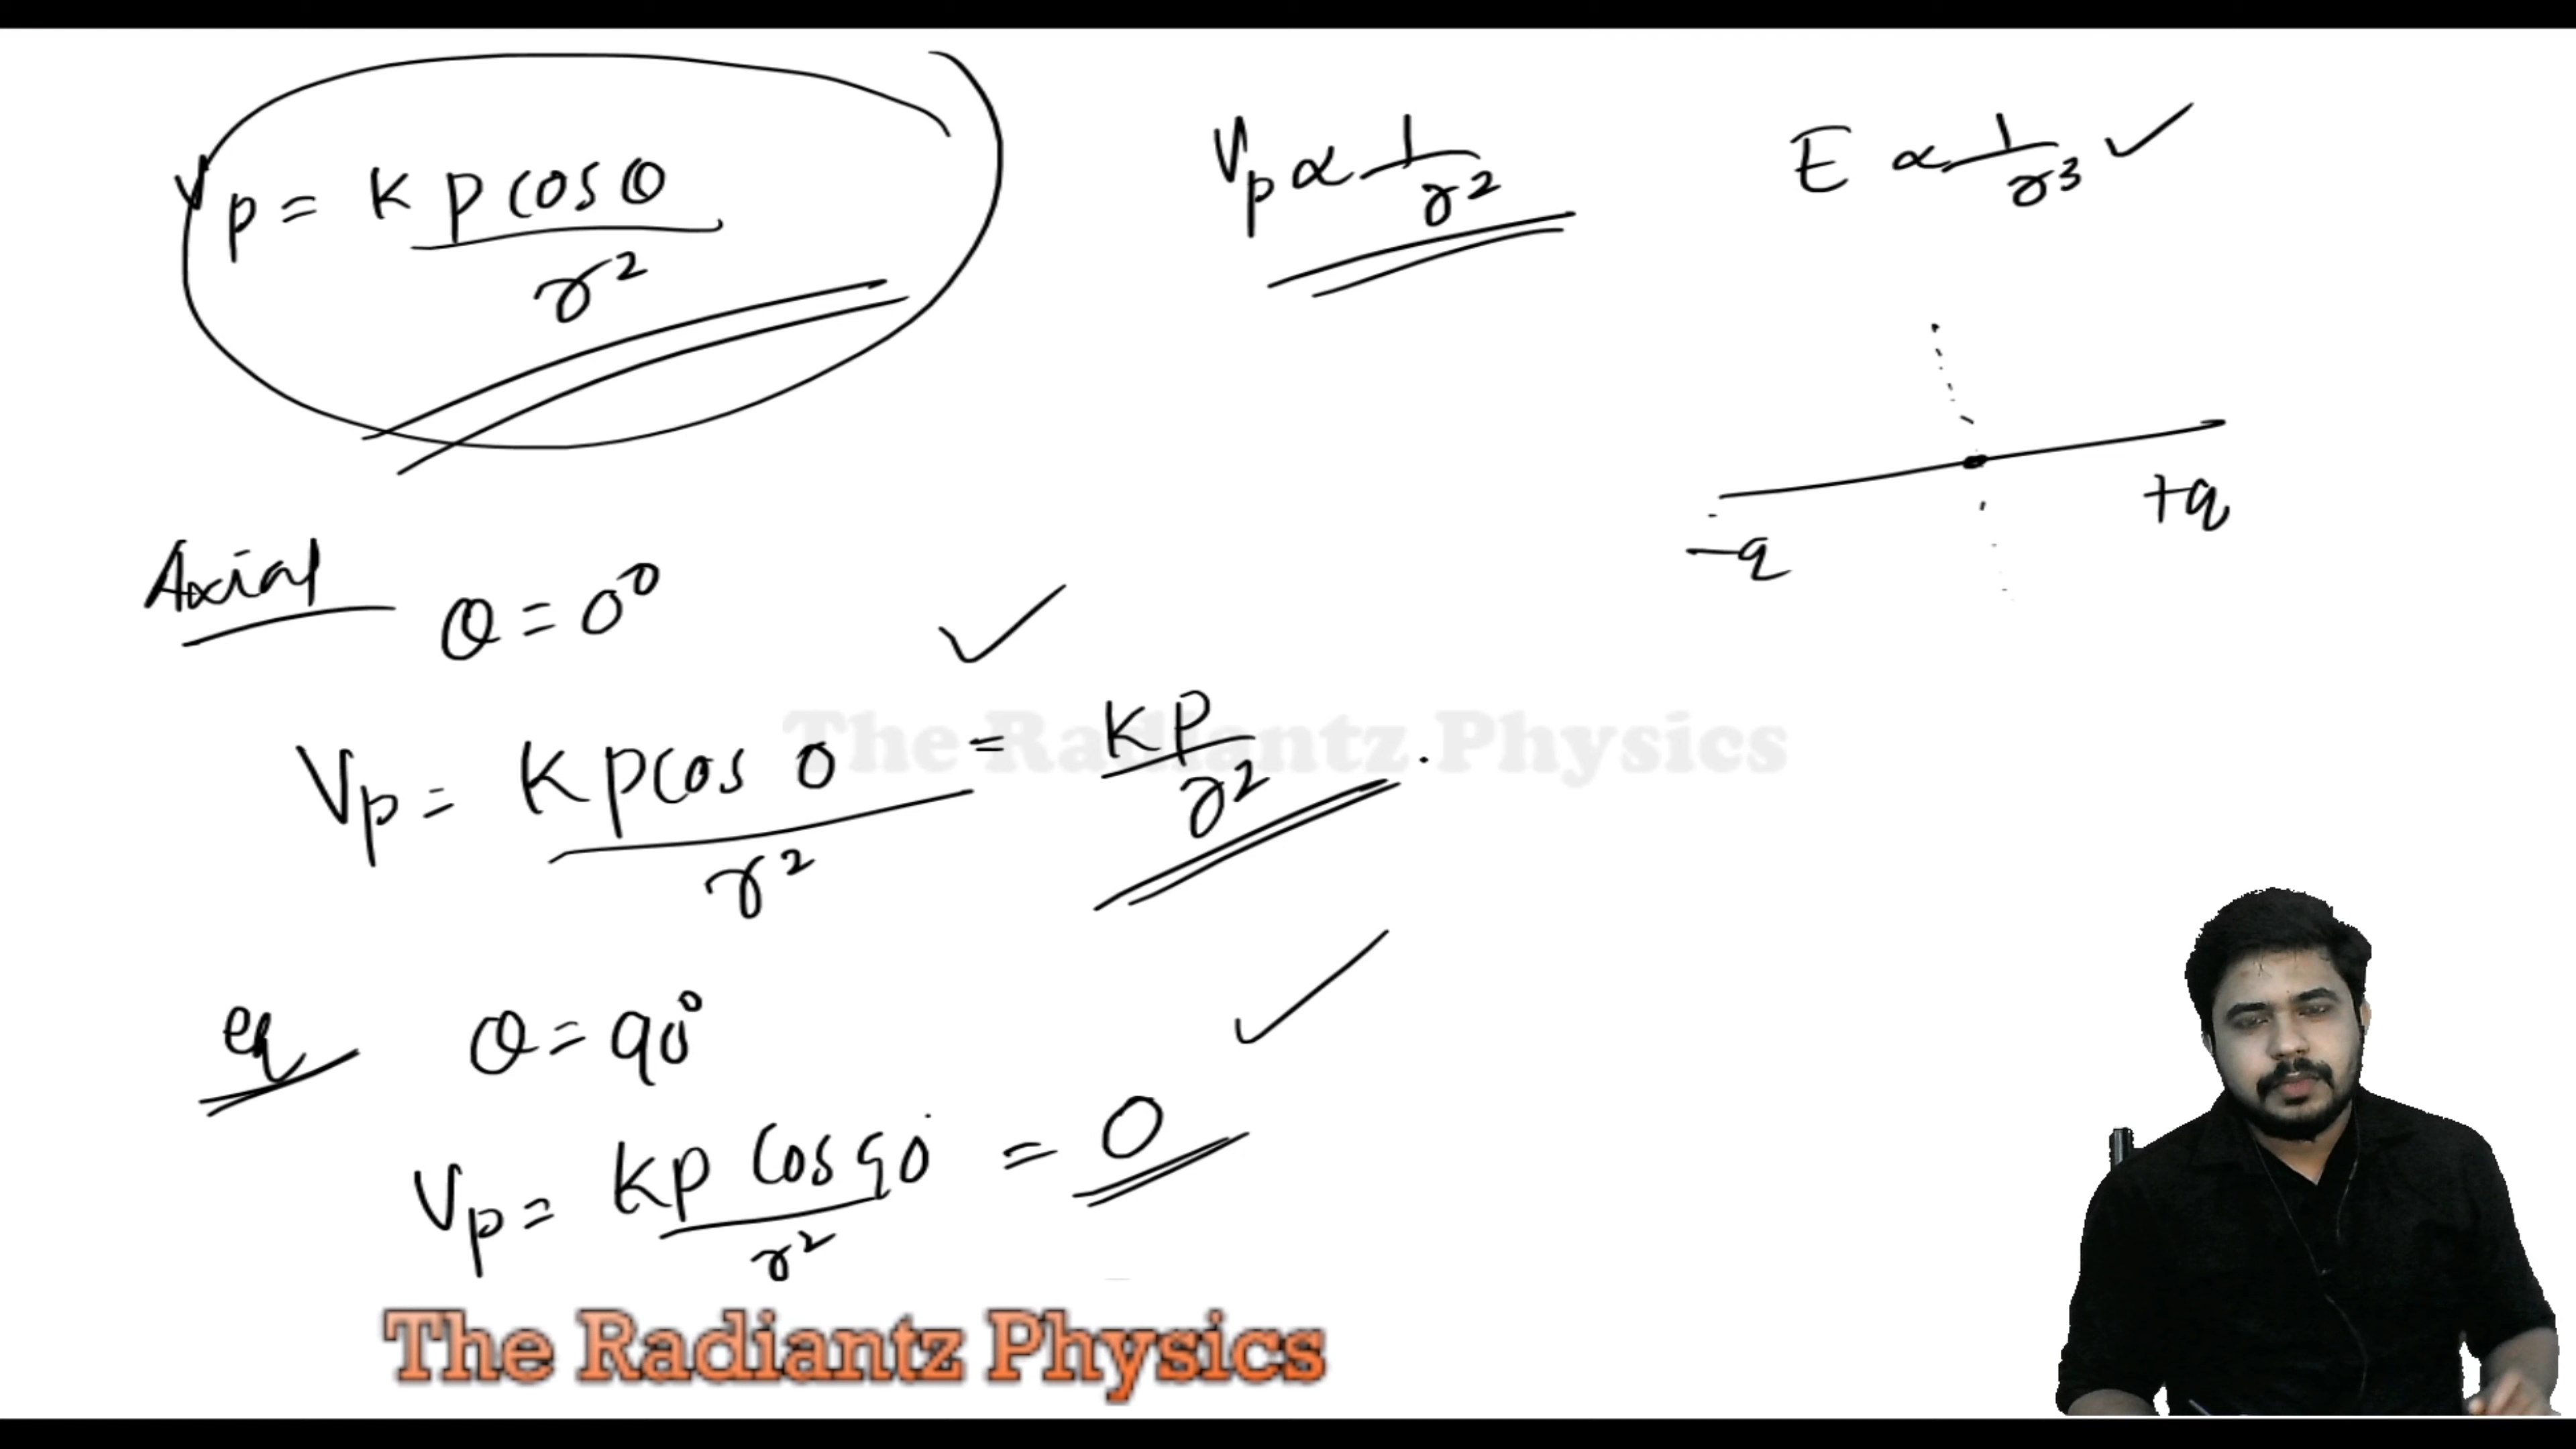 Vp = K p cos θ / r²
Vp ∝ 1/r²
E ∝ 1/r³ ✓
-q
+q
Axial θ = 0° ✓
Vp = K p cos 0 / r² = KP / r² .
eq θ = 90° ✓
Vp = KP Cos 90 / r² = 0
The Radiantz Physics
The Radiantz Physics